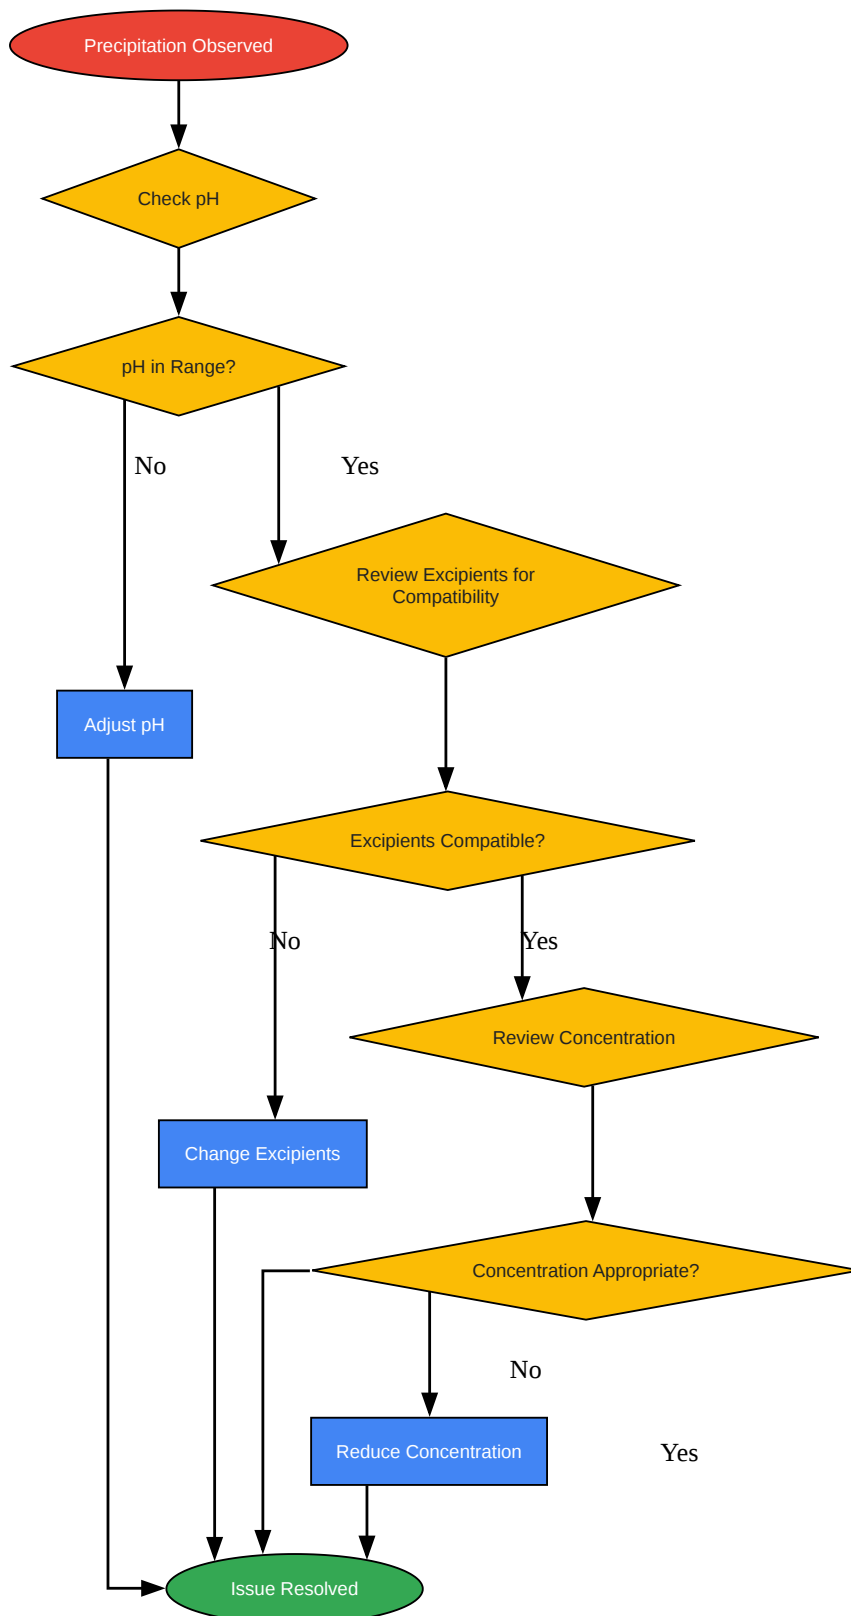 Precipitation Observed
Check pH
pH in Range?
No
Yes
Review Excipients for
Compatibility
Adjust pH
Excipients Compatible?
No
Yes
Review Concentration
Change Excipients
Concentration Appropriate?
No
Reduce Concentration
Yes
Issue Resolved